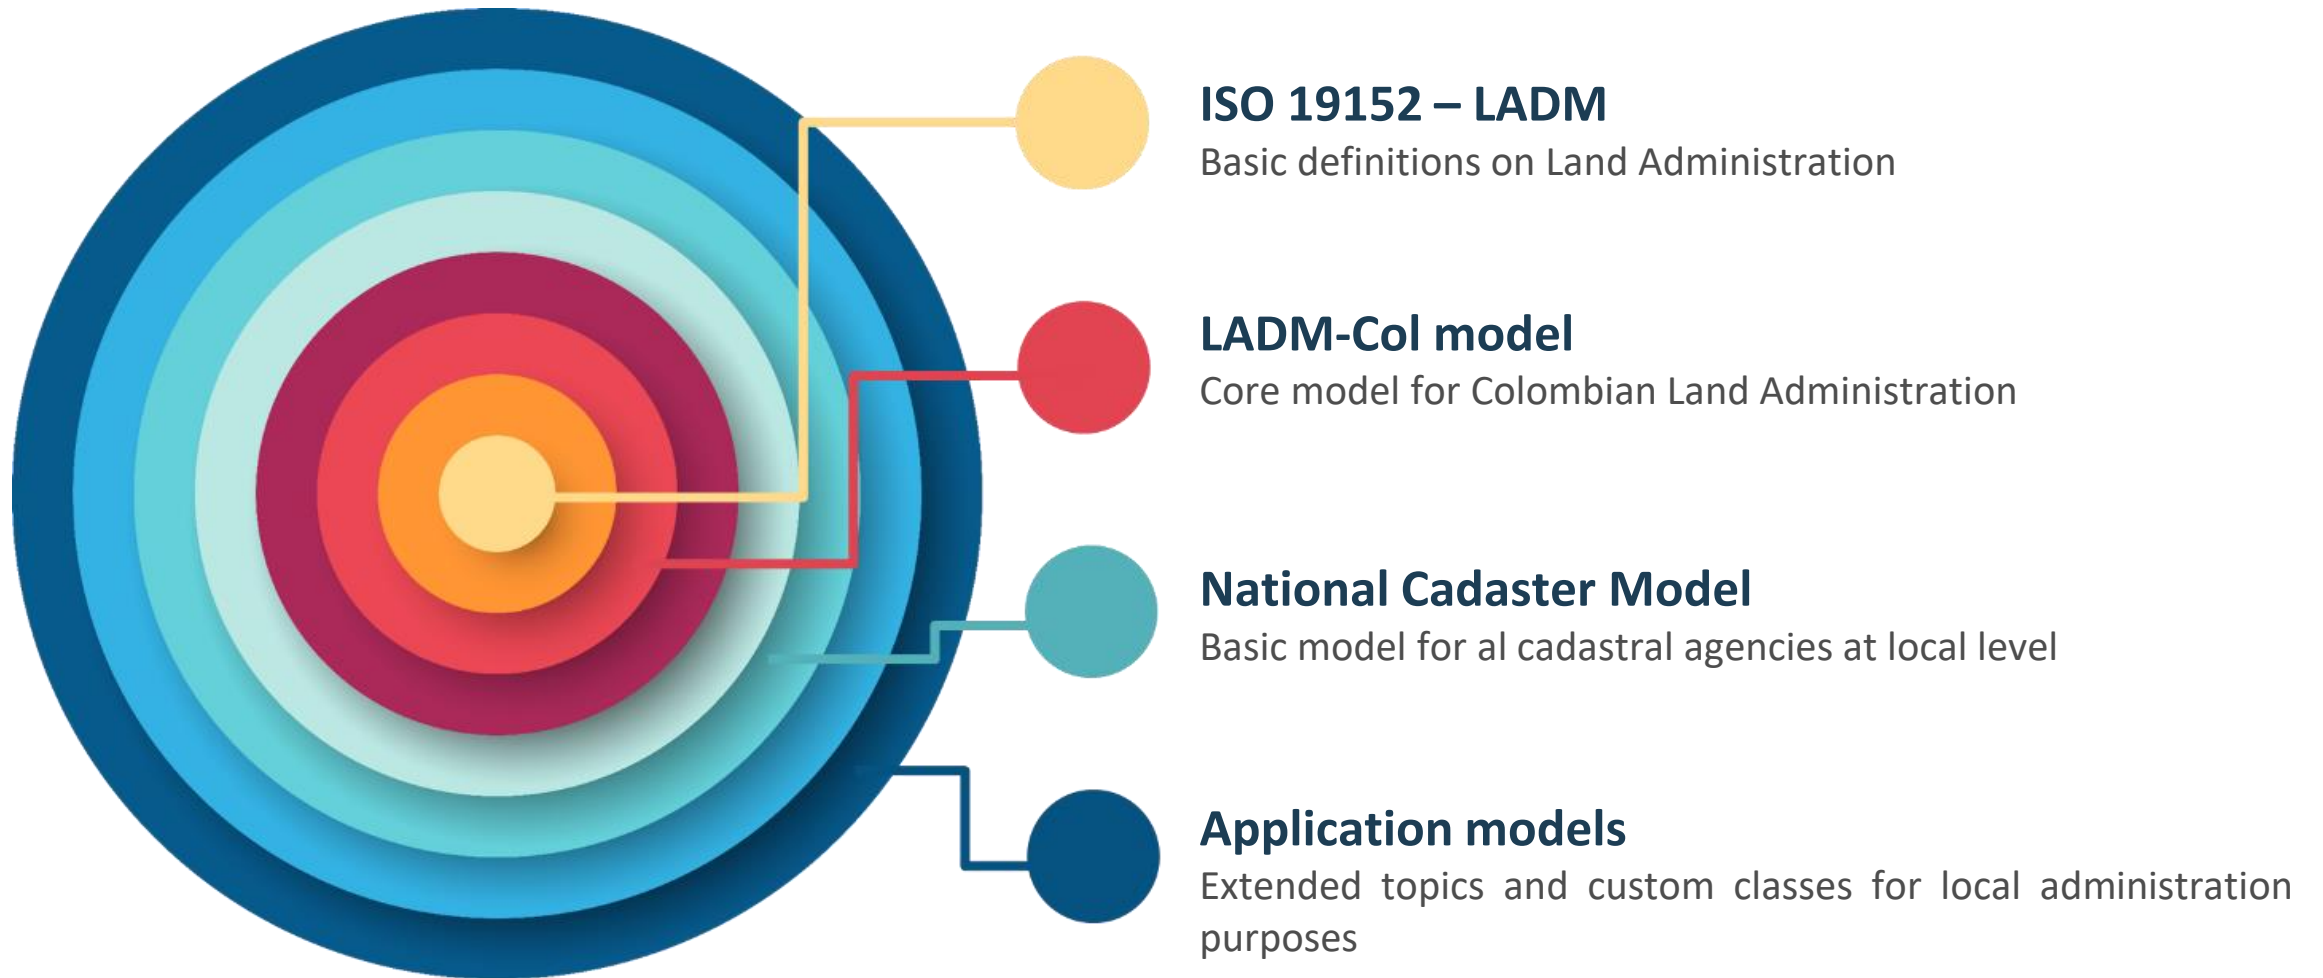 ISO 19152 – LADM
Basic definitions on Land Administration
LADM-Col model
Core model for Colombian Land Administration
National Cadaster Model
Basic model for al cadastral agencies at local level
Application models
Extended topics and custom classes for local administration
purposes